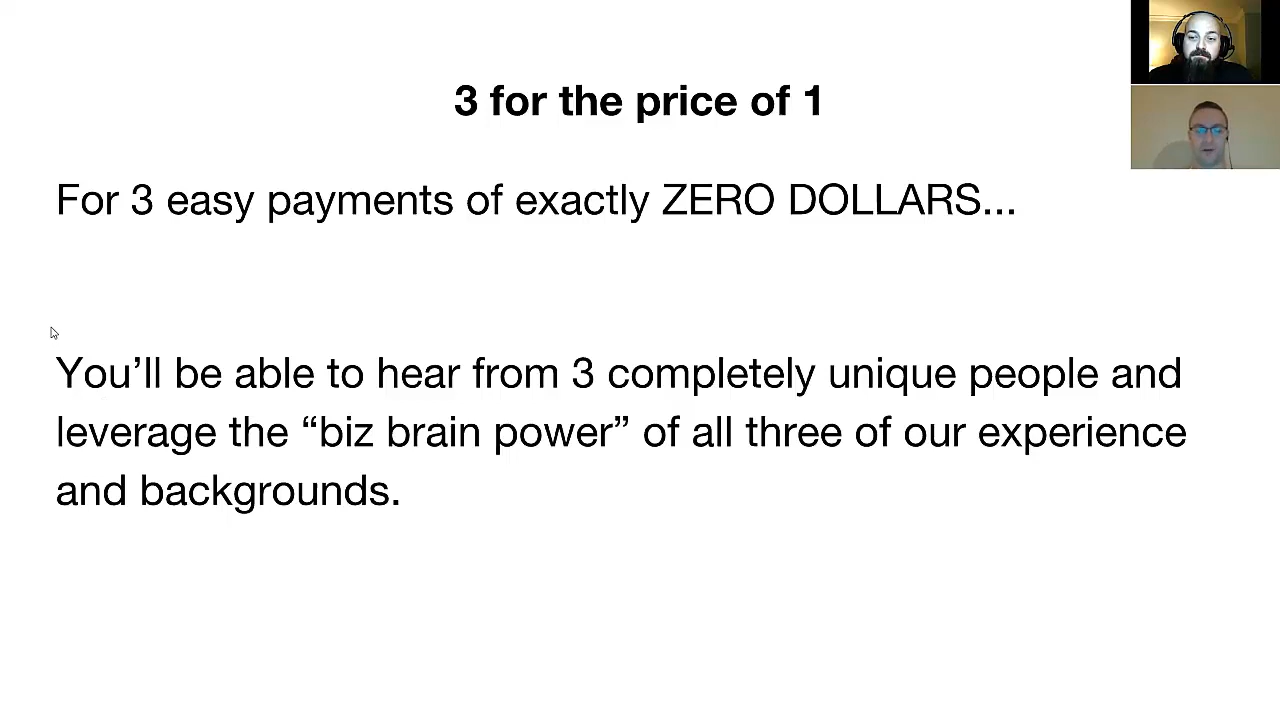 3 for the price of 1
For 3 easy payments of exactly ZERO DOLLARS...
You’ll be able to hear from 3 completely unique people and
leverage the “biz brain power” of all three of our experience
and backgrounds.